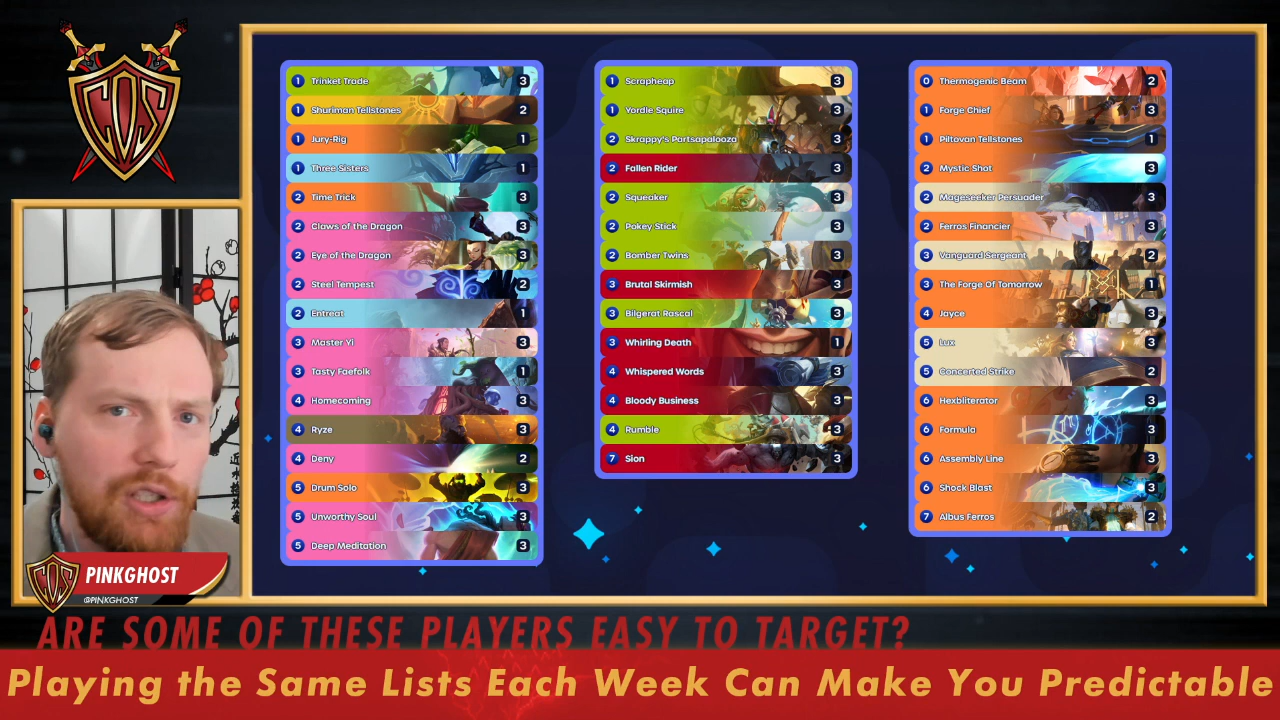 COS
1 Trinket Trade 3
1 Shuriman Tellstones 2
1 Jury-Rig 1
1 Three Sisters 1
2 Time Trick 3
2 Claws of the Dragon 3
2 Eye of the Dragon 3
2 Steel Tempest 2
2 Entreat 1
3 Master Yi 3
3 Tasty Faefolk 1
4 Homecoming 3
4 Ryze 3
4 Deny 2
5 Drum Solo 3
5 Unworthy Soul 3
5 Deep Meditation 3
1 Scrapheap 3
1 Yordle Squire 3
2 Skrappy's Partsapalooza 3
2 Fallen Rider 3
2 Squeaker 3
2 Pokey Stick 3
2 Bomber Twins 3
3 Brutal Skirmish 3
3 Bilgerat Rascal 3
3 Whirling Death 1
4 Whispered Words 3
4 Bloody Business 3
4 Rumble 3
7 Sion 3
0 Thermogenic Beam 2
1 Forge Chief 3
1 Piltovan Tellstones 1
2 Mystic Shot 3
2 Mageseeker Persuader 3
2 Ferros Financier 3
3 Vanguard Sergeant 2
3 The Forge Of Tomorrow 1
4 Jayce 3
5 Lux 3
5 Concerted Strike 2
6 Hexbliterator 3
6 Formula 3
6 Assembly Line 3
6 Shock Blast 3
7 Albus Ferros 2
COS
PINKGHOST
@PINKGHOST
ARE SOME OF THESE PLAYERS EASY TO TARGET?
Playing the Same Lists Each Week Can Make You Predictable